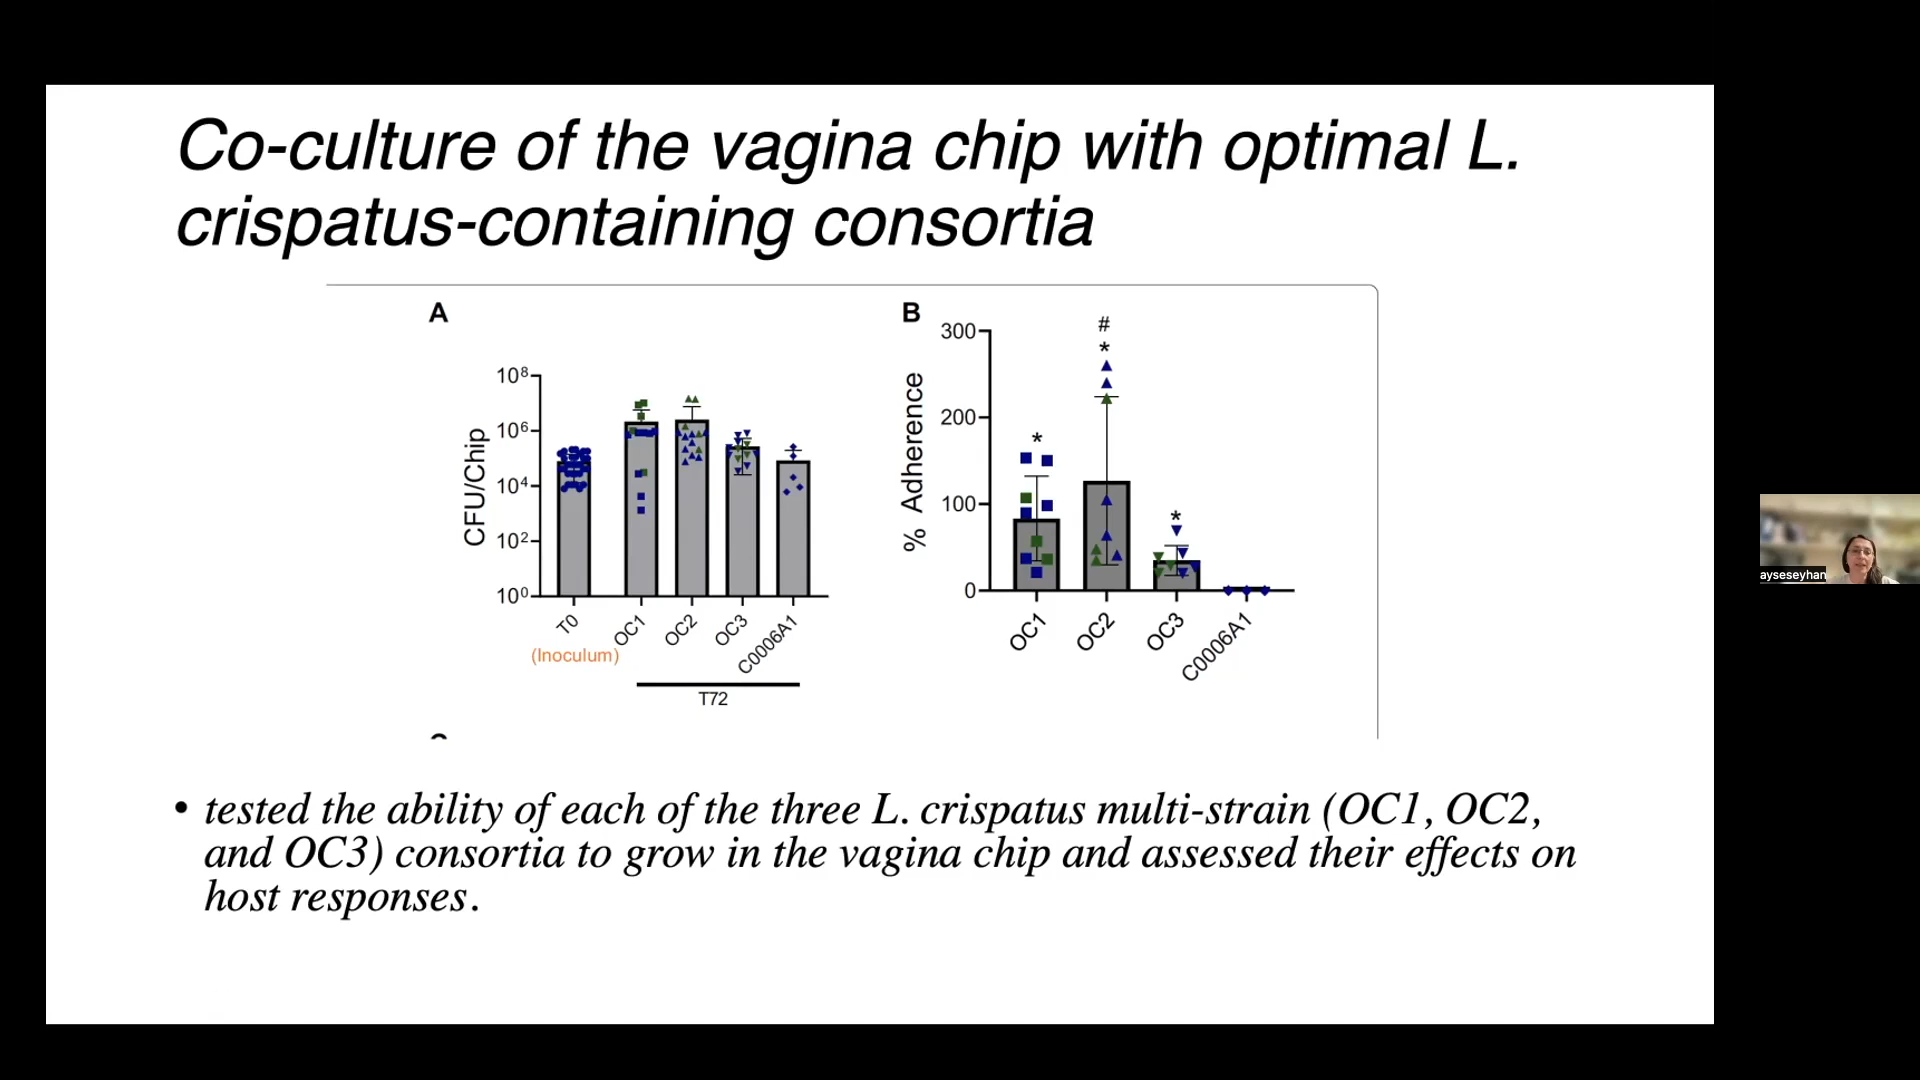 Co-culture of the vagina chip with optimal L.
crispatus-containing consortia
A
CFU/Chip
10⁸
10⁶
10⁴
10²
10⁰
T0
(Inoculum)
OC1
OC2
OC3
C0006A1
T72
B
% Adherence
300
200
100
0
*
#
*
*
OC1
OC2
OC3
C0006A1
• tested the ability of each of the three L. crispatus multi-strain (OC1, OC2,
and OC3) consortia to grow in the vagina chip and assessed their effects on
host responses.
ayseseyhan